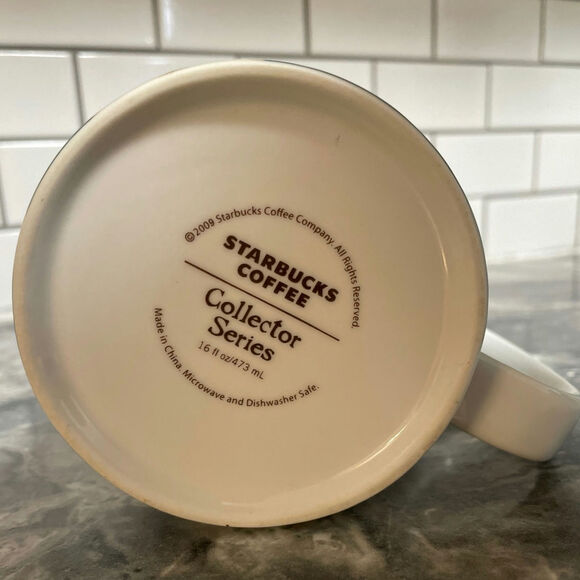 ©2009 Starbucks Coffee Company. All Rights Reserved.
STARBUCKS
COFFEE
Collector
Series
16 fl oz/473 mL
Made in China. Microwave and Dishwasher Safe.